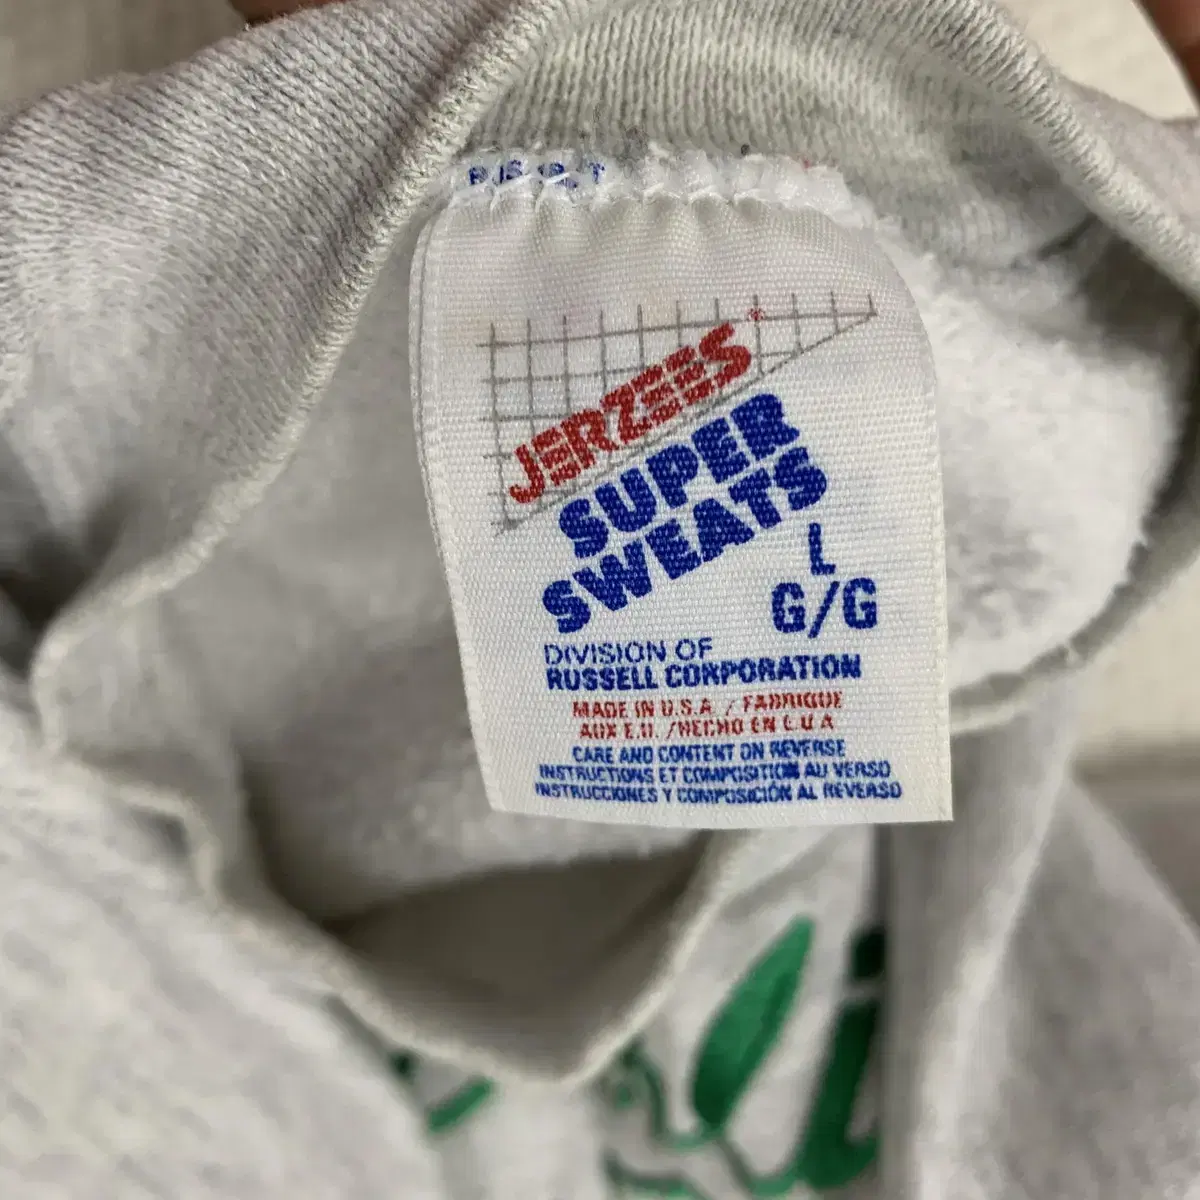 JERZEES
SUPER
SWEATS
L
G/G
DIVISION OF
RUSSELL CORPORATION
MADE IN U.S.A. / FABRIQUE
AUX E.U. /HECHO EN E.U.A
CARE AND CONTENT ON REVERSE
INSTRUCTIONS ET COMPOSITION AU VERSO
INSTRUCCIONES Y COMPOSICIÓN AL REVERSO